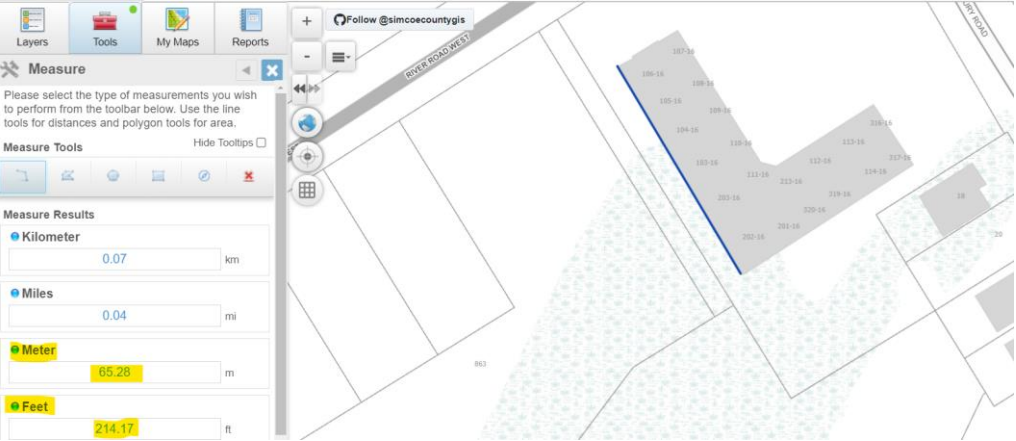 Layers
Tools
My Maps
Reports
Measure
Please select the type of measurements you wish
to perform from the toolbar below. Use the line
tools for distances and polygon tools for area.
Measure Tools
Hide Tooltips
Measure Results
Kilometer
0.07
km
Miles
0.04
mi
Meter
65.28
m
Feet
214.17
ft
+
Follow @simcoecountygis
-
RIVER ROAD WEST
RY ROAD
107-16
106-16
108-16
105-16
109-16
104-16
110-16
103-16
111-16
212-16
112-16
113-16
316-16
317-16
114-16
203-16
319-16
320-16
201-16
202-16
18
20
863